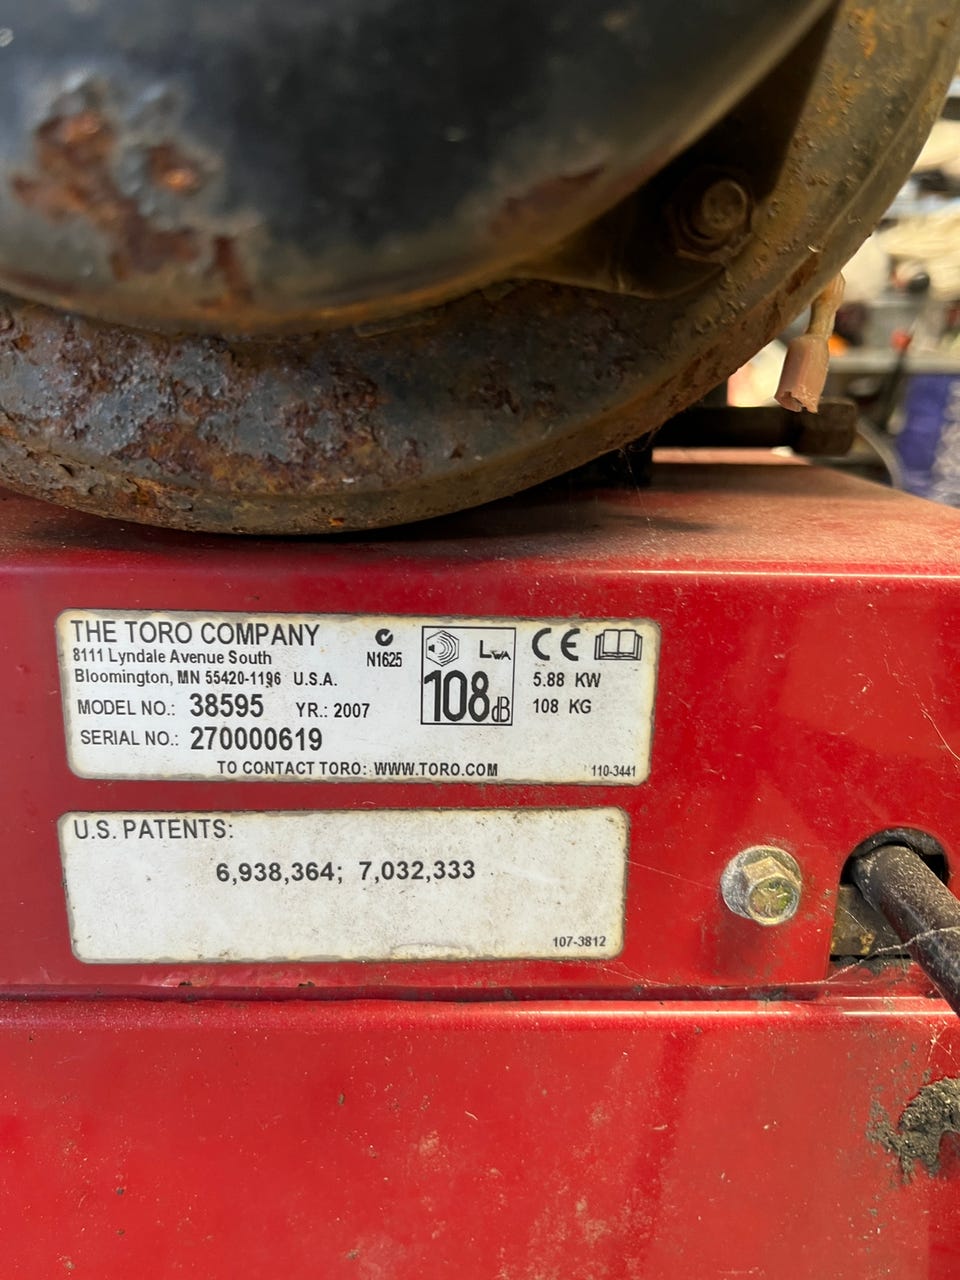 THE TORO COMPANY
8111 Lyndale Avenue South
Bloomington, MN 55420-1196 U.S.A.
MODEL NO.: 38595 YR.: 2007
SERIAL NO.: 270000619
TO CONTACT TORO: WWW.TORO.COM
N1625
LWA
108dB
CE
5.88 KW
108 KG
110-3441
U.S. PATENTS:
6,938,364; 7,032,333
107-3812